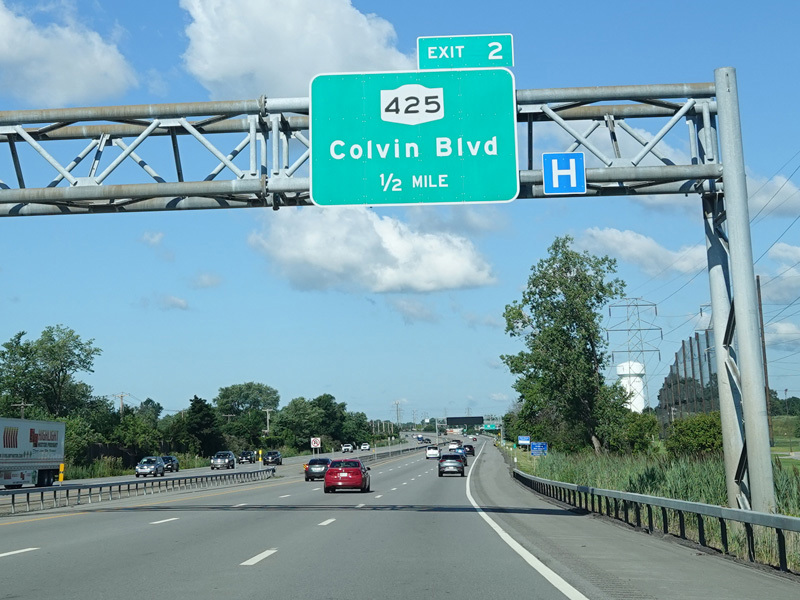 EXIT 2
425
Colvin Blvd
1/2 MILE
H